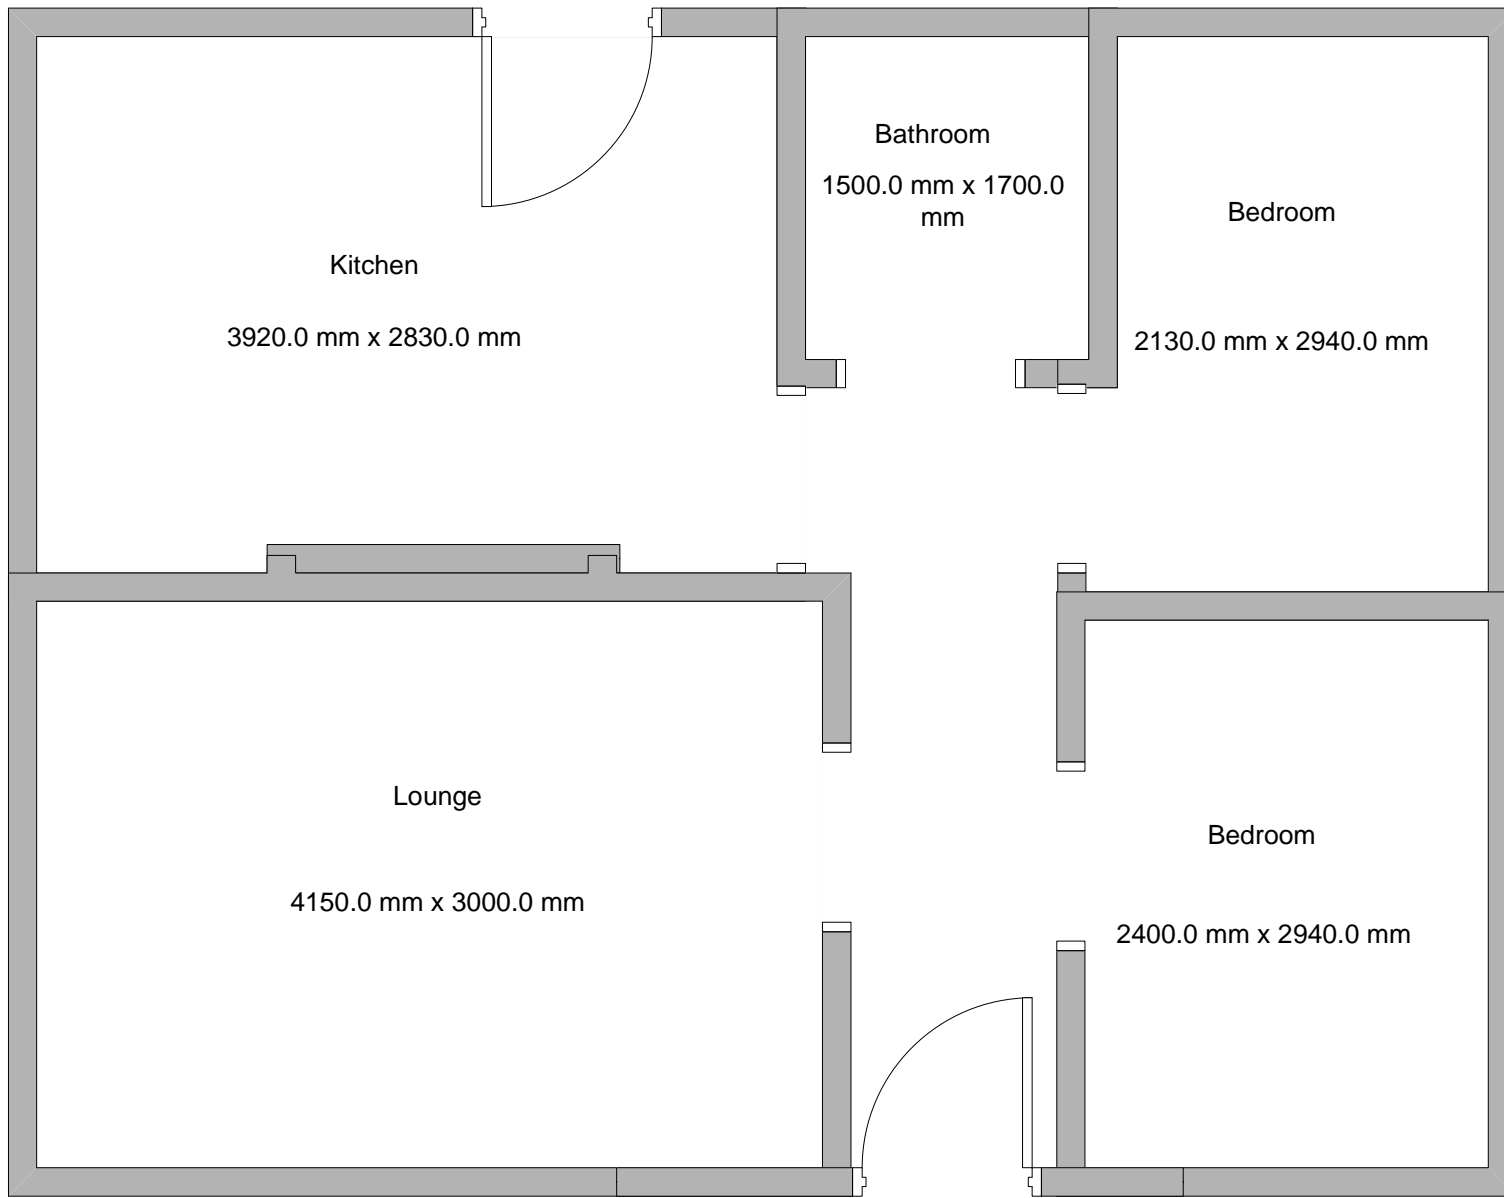 Kitchen
3920.0 mm x 2830.0 mm
Bathroom
1500.0 mm x 1700.0
mm
Bedroom
2130.0 mm x 2940.0 mm
Lounge
4150.0 mm x 3000.0 mm
Bedroom
2400.0 mm x 2940.0 mm